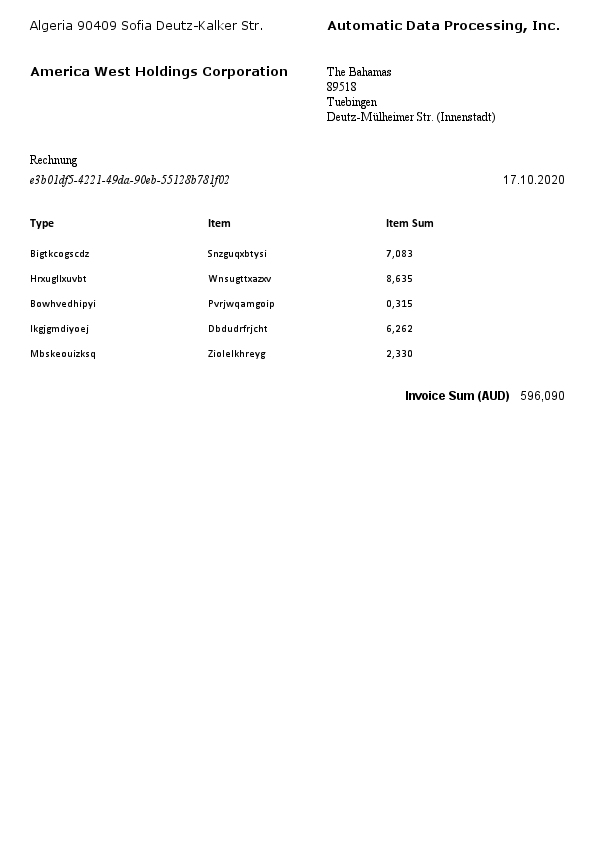 Algeria 90409 Sofia Deutz-Kalker Str.
Automatic Data Processing, Inc.
America West Holdings Corporation
The Bahamas
89518
Tuebingen
Deutz-Mülheimer Str. (Innenstadt)
Rechnung
e3b01df5-4221-49da-90eb-55128b781f02 17.10.2020
Type Item Item Sum
Bigtkcogscdz Snzguqxbtysi 7,083
Hrxugllxuvbt Wnsugttxazxv 8,635
Bowhvedhipyi Pvrjwqamgoip 0,315
Ikgjgmdiyoej Dbdudrfrjcht 6,262
Mbskeouizksq Ziolelkhreyg 2,330
Invoice Sum (AUD) 596,090